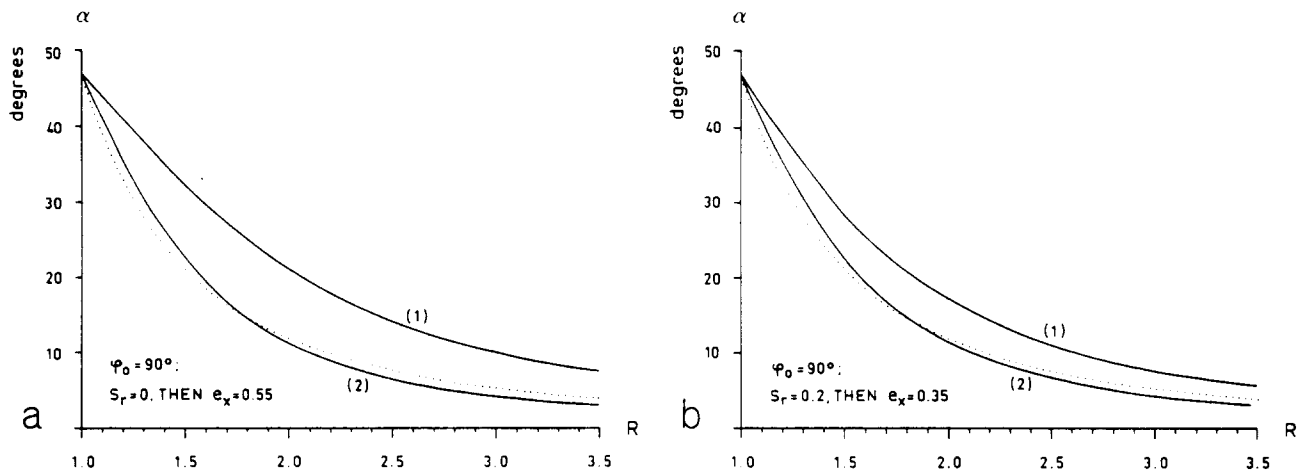 α
degrees
50
40
30
20
10
(1)
(2)
φ₀=90°;
Sᵣ=0, THEN eₓ=0.55
a
R
1.0 1.5 2.0 2.5 3.0 3.5
α
degrees
50
40
30
20
10
(1)
(2)
φ₀=90°;
Sᵣ=0.2, THEN eₓ=0.35
b
R
1.0 1.5 2.0 2.5 3.0 3.5